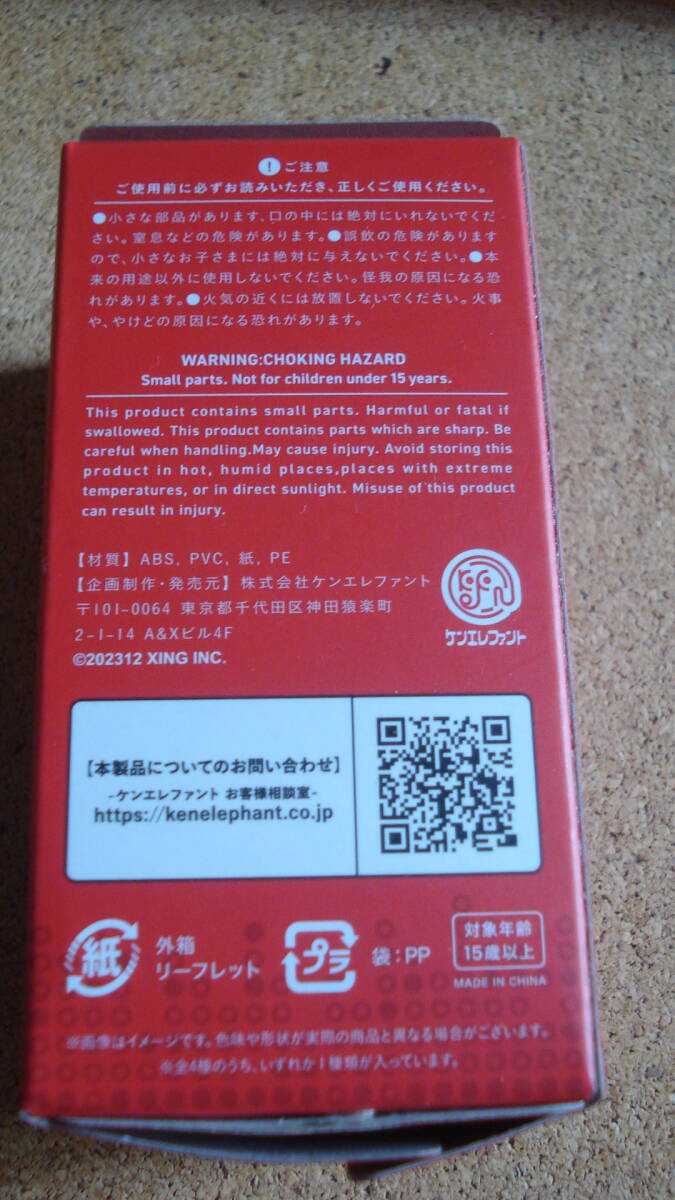 ! ご注意
ご使用前に必ずお読みいただき、正しくご使用ください。
●小さな部品があります、口の中には絶対にいれないでくだ
さい。窒息などの危険があります。●誤飲の危険があります
ので、小さなお子さまには絶対に与えないでください。●本
来の用途以外に使用しないでください。怪我の原因になる恐
れがあります。●火気の近くには放置しないでください。火事
や、やけどの原因になる恐れがあります。
WARNING:CHOKING HAZARD
Small parts. Not for children under 15 years.
This product contains small parts. Harmful or fatal if
swallowed. This product contains parts which are sharp. Be
careful when handling.May cause injury. Avoid storing this
product in hot, humid places,places with extreme
temperatures, or in direct sunlight. Misuse of this product
can result in injury.
【材質】ABS, PVC, 紙, PE
【企画制作・発売元】株式会社ケンエレファント
〒101-0064 東京都千代田区神田猿楽町
2-1-14 A&Xビル4F
©202312 XING INC.
ケンエレファント
【本製品についてのお問い合わせ】
-ケンエレファント お客様相談室-
https://kenelephant.co.jp
紙
外箱
リーフレット
プラ
袋:PP
対象年齢
15歳以上
MADE IN CHINA
※画像はイメージです。色味や形状が実際の商品と異なる場合がございます。
※全4種のうち、いずれか1種類が入っています。